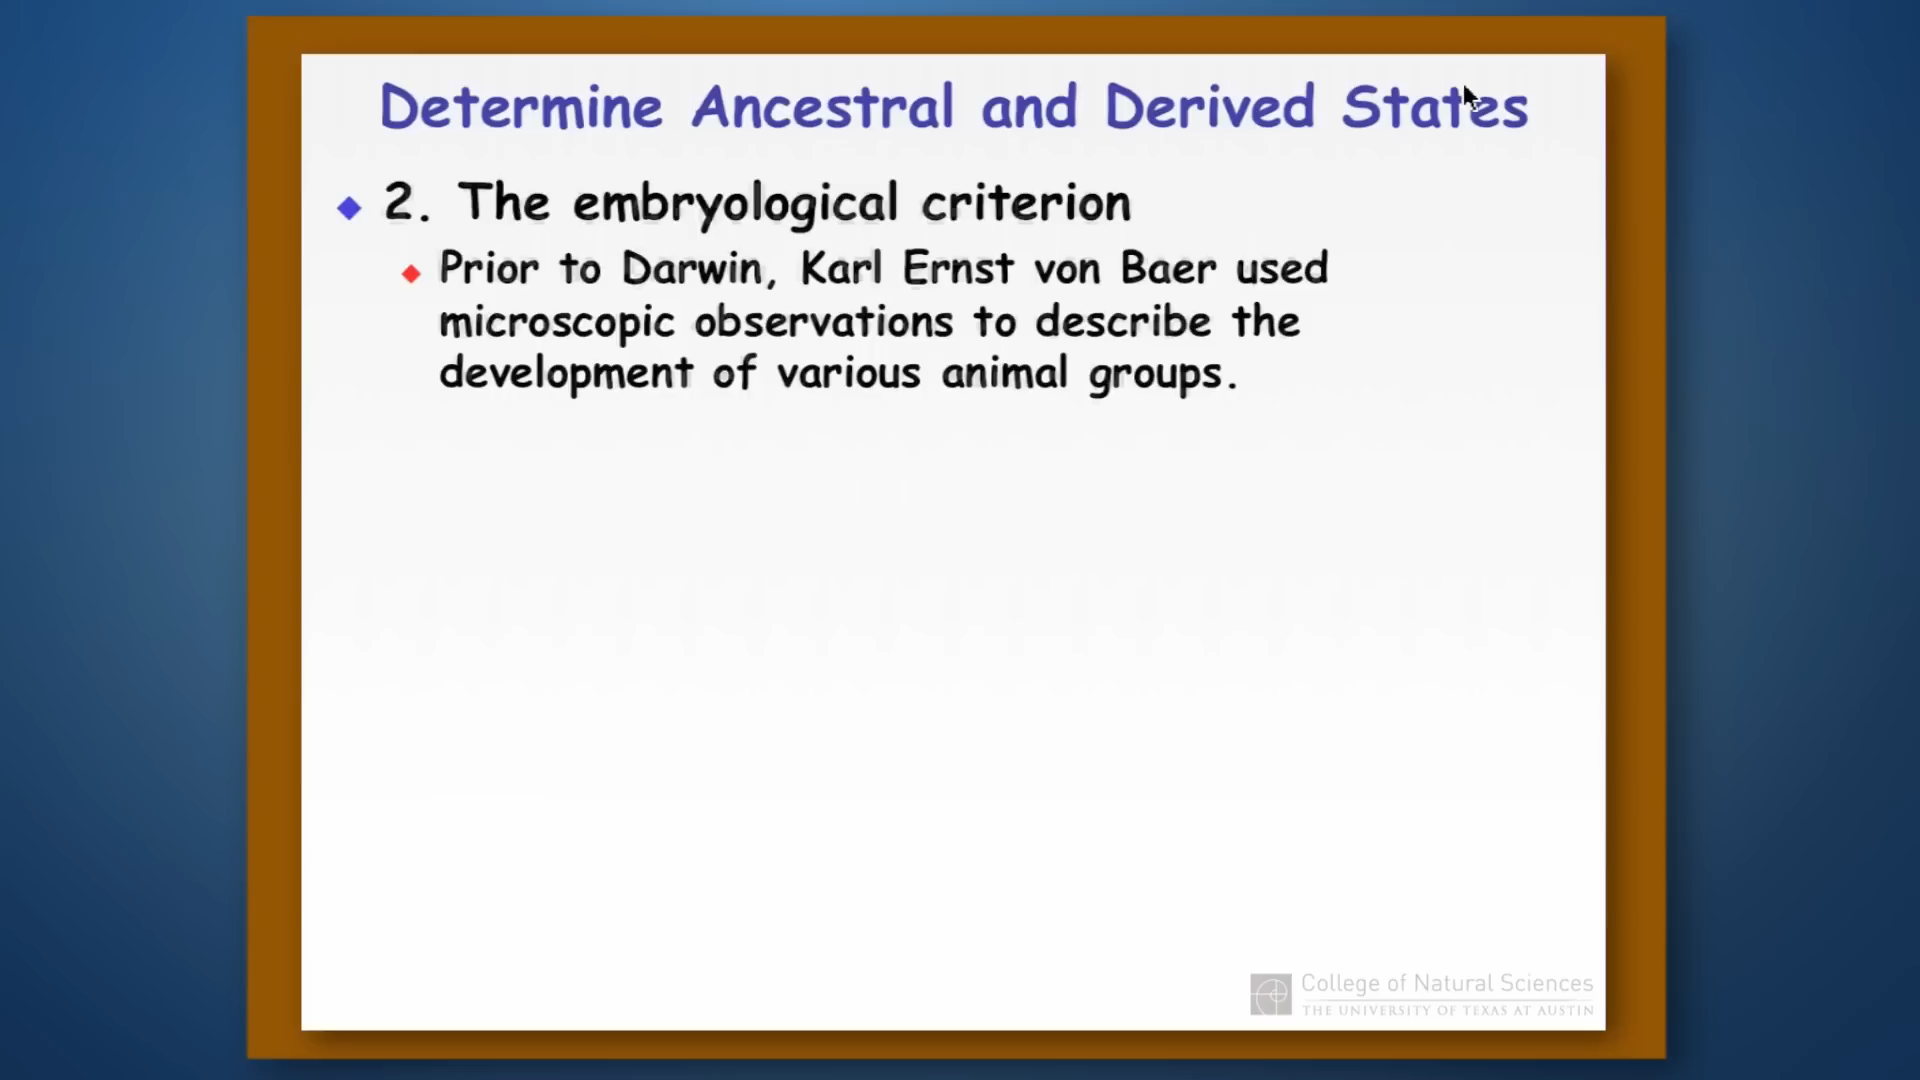 Determine Ancestral and Derived States
2. The embryological criterion
Prior to Darwin, Karl Ernst von Baer used
microscopic observations to describe the
development of various animal groups.
College of Natural Sciences
THE UNIVERSITY OF TEXAS AT AUSTIN